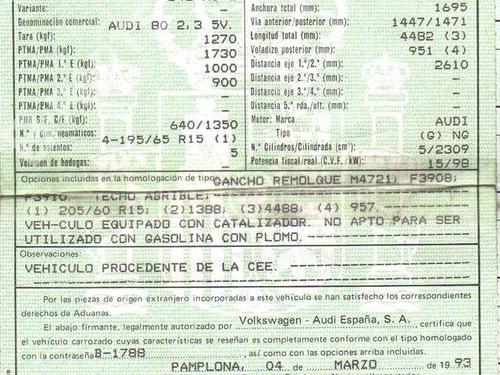 Variante: –
Anchura total (mm): 1695
Denominación comercial: AUDI 80 2,3 5V.
Vía anterior/posterior (mm): 1447/1471
Tara (kgf): 1270
Longitud total (mm): 4482 (3)
PTMA/PMA (kgf): 1730
Voladizo posterior (mm): 951 (4)
PTMA/PMA 1.º E (kgf): 1000
Distancia eje 1.º/2.º (mm): 2610
PTMA/PMA 2.º E (kgf): 900
Distancia eje 2.º/3.º (mm): –
PTMA/PMA 3.º E (kgf): –
Distancia eje 3.º/4.º (mm): –
PTMA/PMA 4.º E (kgf): –
Distancia 5.ª rda./ult. (mm): –
PMR S/F, C/F (kgf): 640/1350
Motor: Marca AUDI
N.º y dim. neumáticos: 4-195/65 R15 (1)
Tipo (G) NG
N.º de asientos: 5
N.º Cilindros/Cilindrada (cm³): 5/2309
Volumen de bodegas: –
Potencia fiscal/real (C.V.F./kW) 15/98
Opciones incluidas en la homologación de tipo: GANCHO REMOLQUE M4721; F3908;
F3910. TECHO ABRIBLE.
(1) 205/60 R15; (2)1388; (3)4488, (4) 957.
VEH-CULO EQUIPADO CON CATALIZADOR. NO APTO PARA SER
UTILIZADO CON GASOLINA CON PLOMO.
Observaciones:
VEHICULO PROCEDENTE DE LA CEE.
Por las piezas de origen extranjero incorporadas a este vehículo se han satisfecho los correspondientes
derechos de Aduanas.
El abajo firmante, legalmente autorizado por Volkswagen - Audi España, S. A., certifica que
el vehículo carrozado cuyas características se reseñan es completamente conforme con el tipo homologado
con la contraseña B-1788, así como con las opciones arriba incluidas.
PAMPLONA, 04 de MARZO de 1993